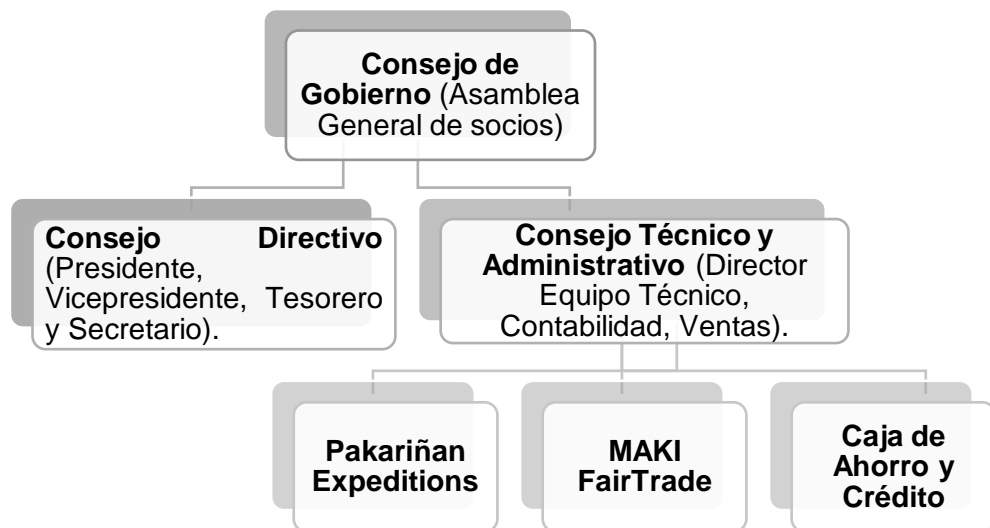 Consejo de
Gobierno (Asamblea
General de socios)
Consejo Directivo
(Presidente,
Vicepresidente, Tesorero
y Secretario).
Consejo Técnico y
Administrativo (Director
Equipo Técnico,
Contabilidad, Ventas).
Pakariñan
Expeditions
MAKI
FairTrade
Caja de
Ahorro y
Crédito